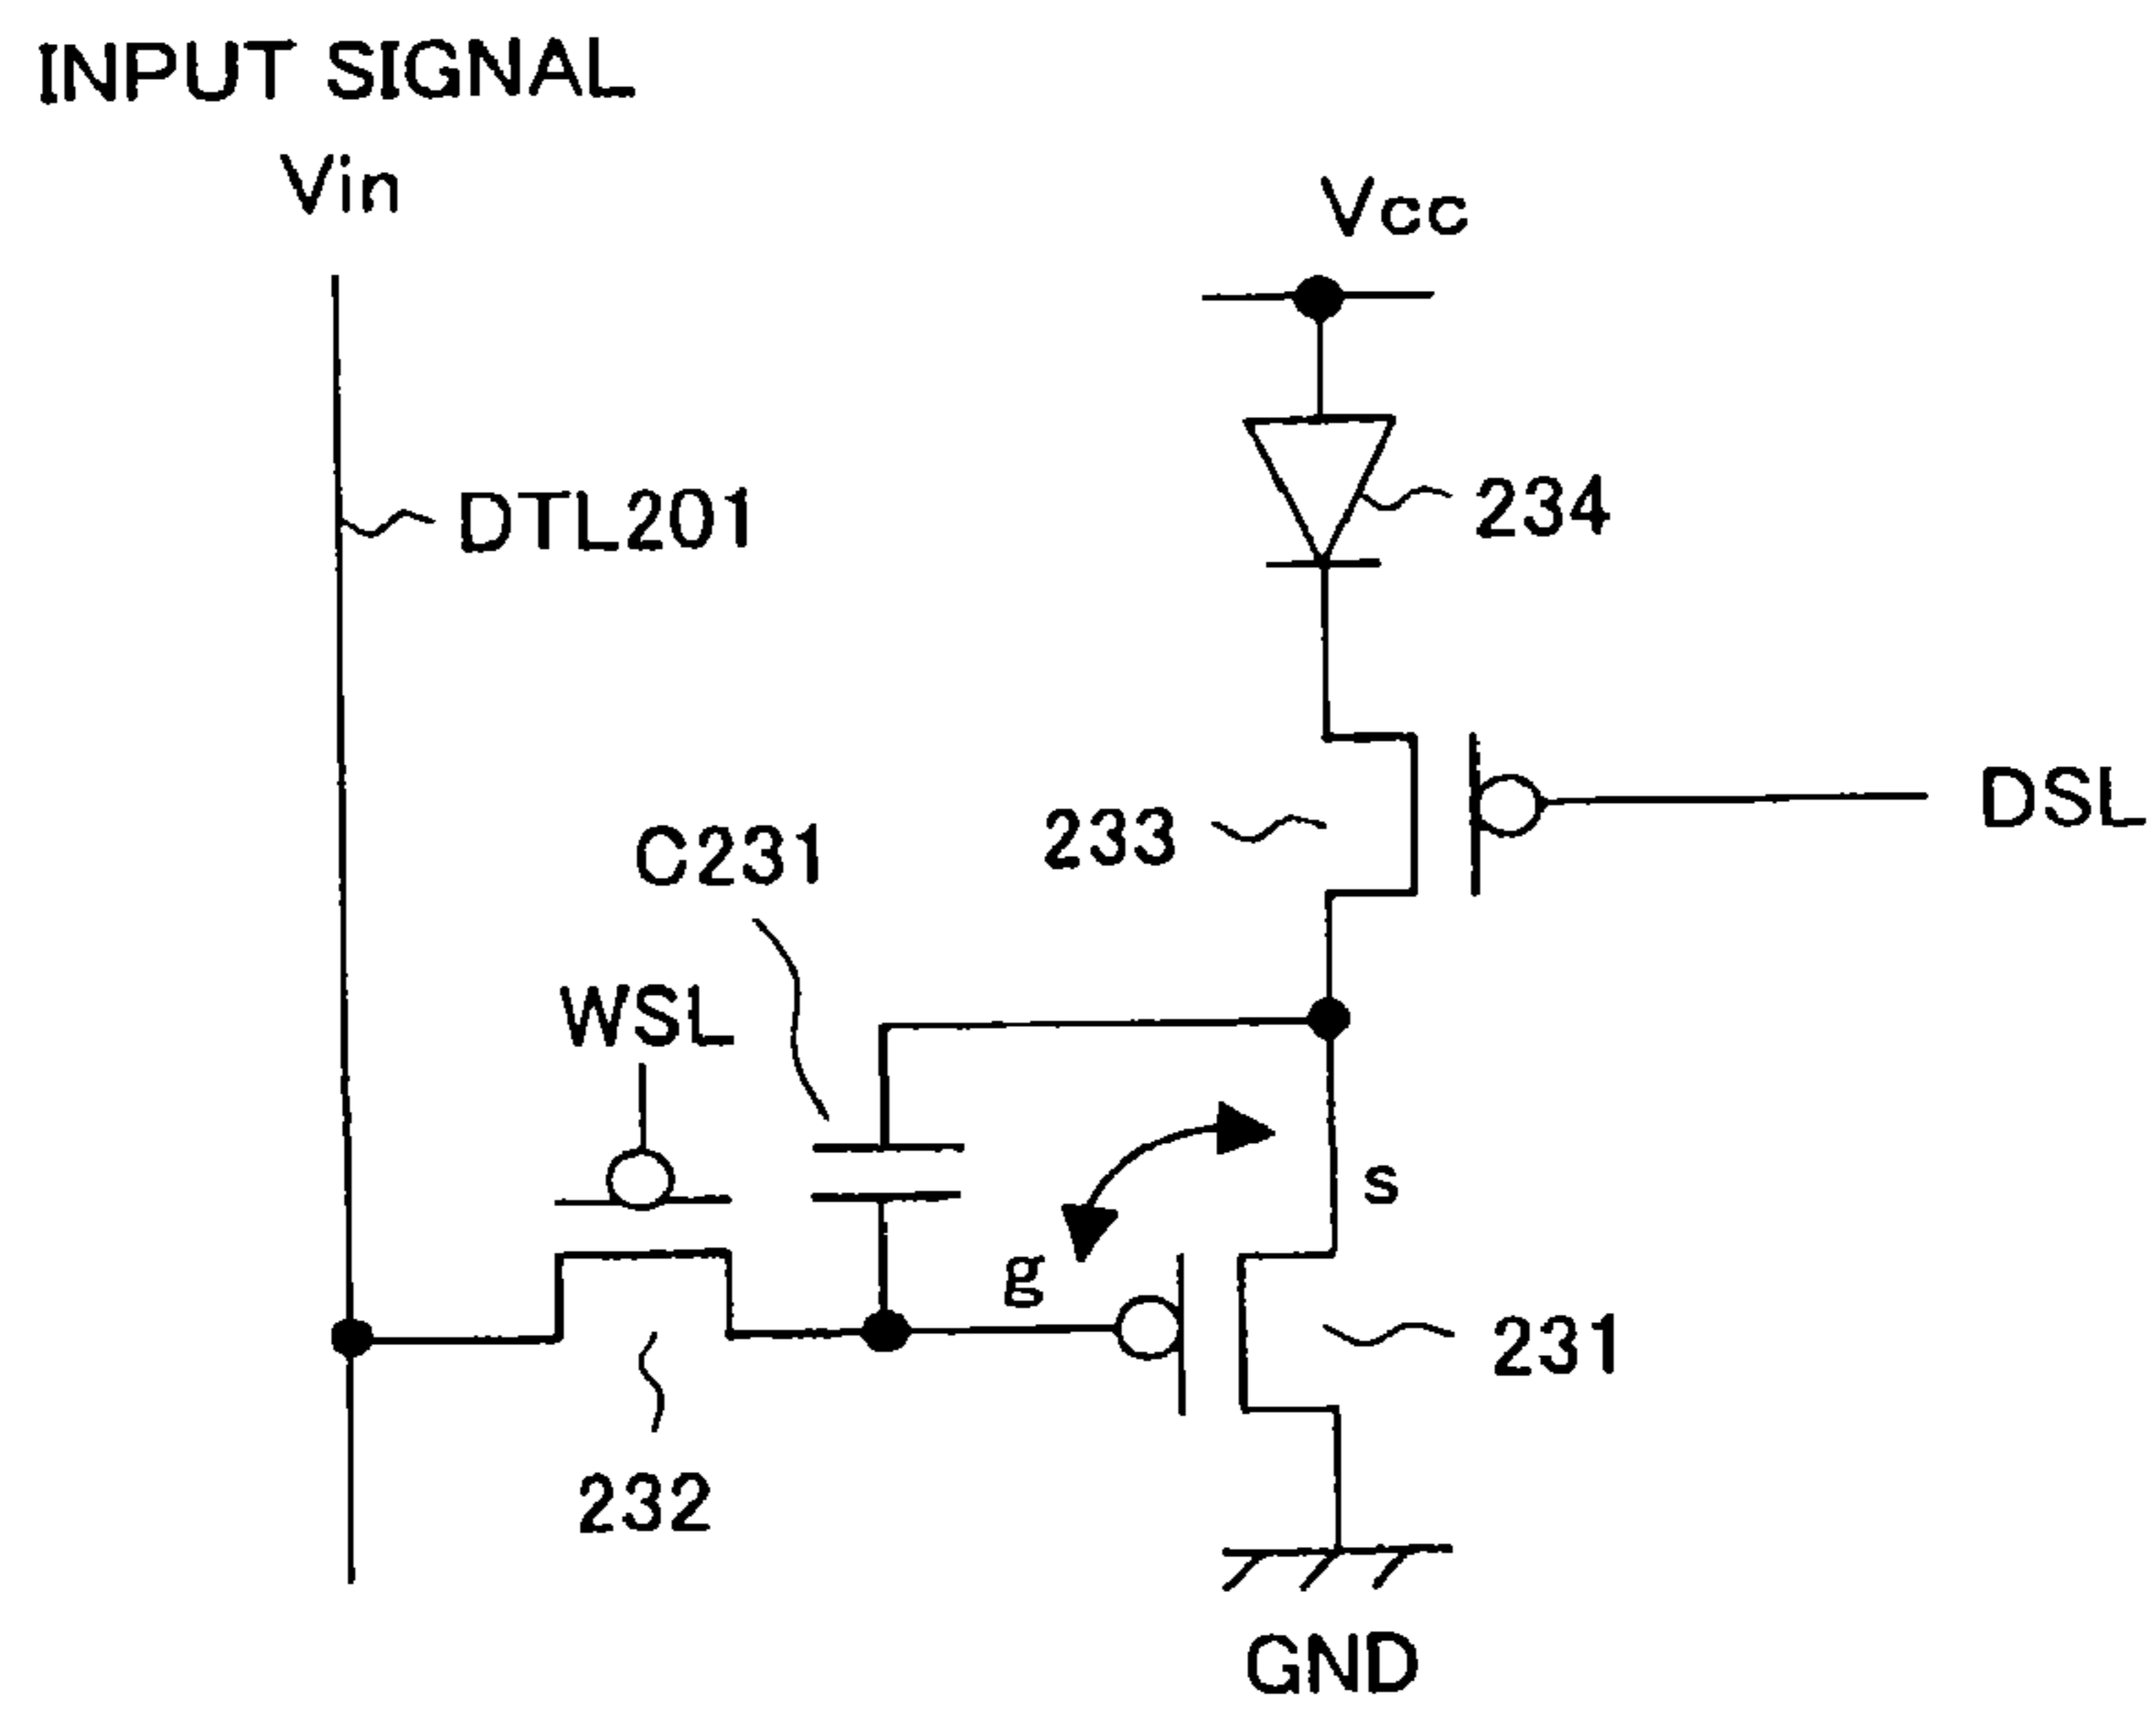 INPUT SIGNAL
Vin
Vcc
DTL201
234
DSL
233
C231
WSL
s
g
231
232
GND